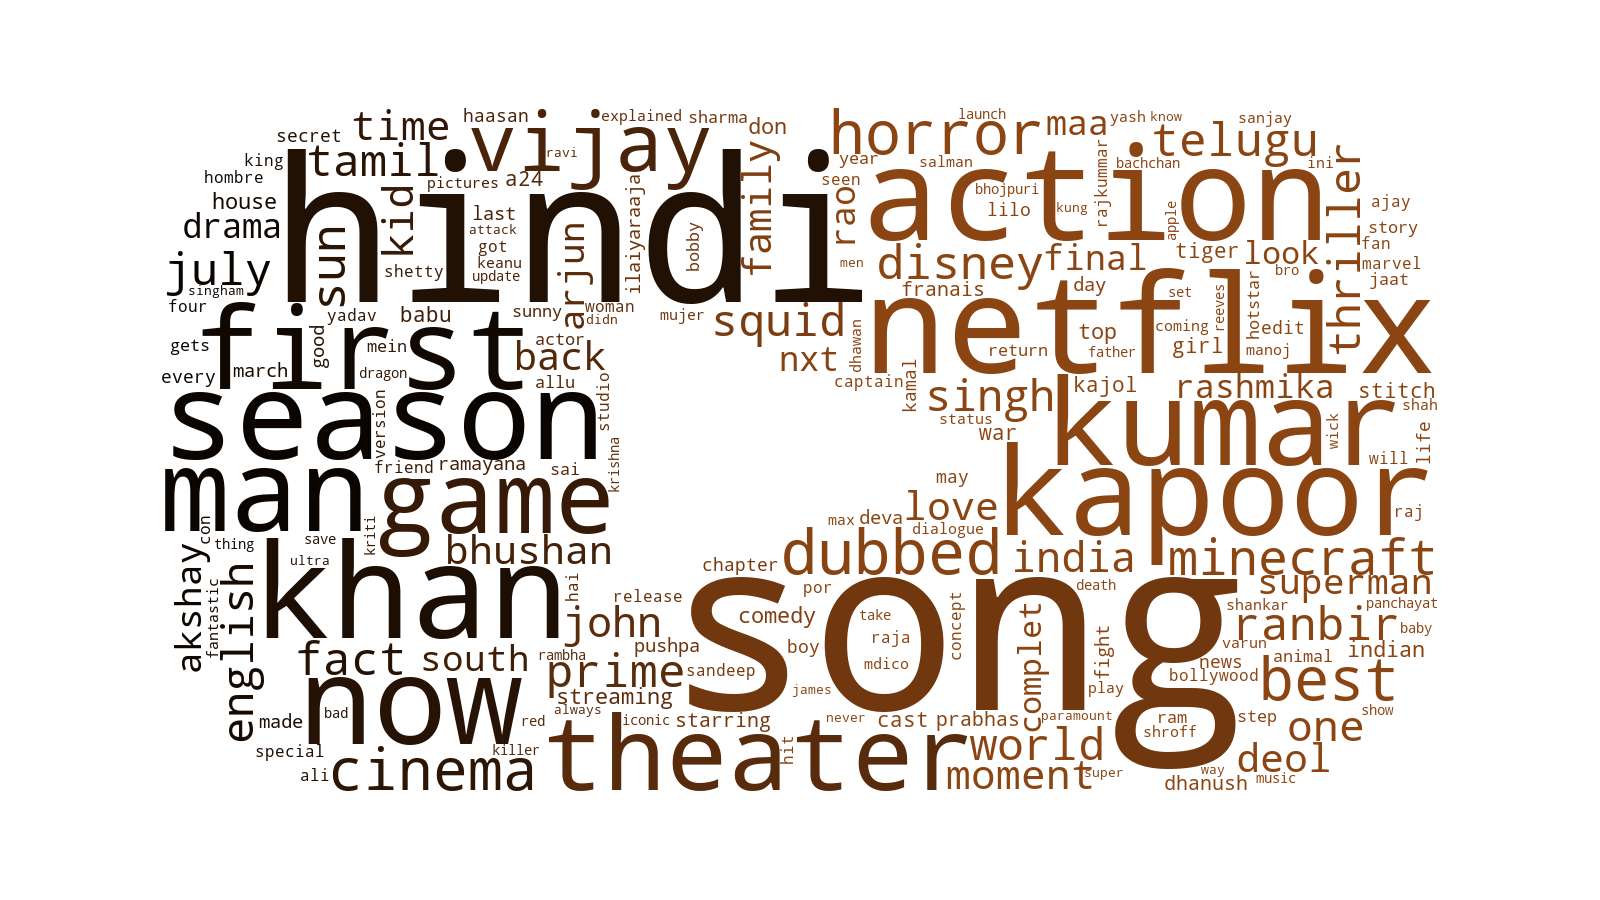 hindi
song
netflix
action
vijay
first
season
man
khan
now
game
theater
kumar
kapoor
horror
telugu
thriller
tamil
time
july
sun
kid
drama
house
hombre
king
secret
haasan
explained
sharma
don
ravi
pictures
a24
family
ilaiyaraaja
bobby
last
attack
got
keanu
update
shetty
arjun
singham
four
yadav
babu
sunny
woman
didn
mujer
men
rao
year
seen
salman
launch
maa
yash
know
sanjay
bachchan
ini
bhojpuri
lilo
kung
rajkummar
apple
ajay
story
fan
marvel
jaat
disney
final
tiger
look
bro
franais
day
set
reeves
hotstar
edit
squid
nxt
dhawan
return
top
father
coming
girl
manoj
captain
kamal
singh
status
war
kajol
rashmika
stitch
shah
wick
life
will
raj
gets
every
march
good
mein
dragon
actor
back
allu
studio
version
friend
ramayana
sai
krishna
con
thing
save
ultra
kriti
bhushan
akshay
fantastic
english
hai
john
release
chapter
may
love
max
deva
dialogue
dubbed
india
minecraft
superman
death
panchayat
shankar
ranbir
baby
varun
indian
por
comedy
take
concept
complet
boy
raja
mdico
fight
news
animal
bollywood
best
play
show
fact
south
rambha
pushpa
prime
sandeep
streaming
james
made
bad
red
always
iconic
starring
never
cast
prabhas
paramount
ram
shroff
step
one
special
killer
ali
cinema
hit
world
moment
super
deol
way
music
dhanush